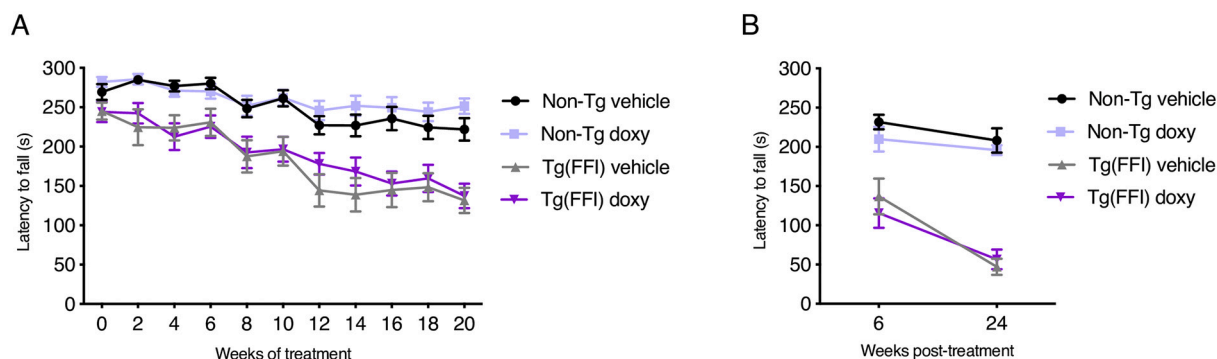 A
Latency to fall (s)
300
250
200
150
100
50
0
0 2 4 6 8 10 12 14 16 18 20
Weeks of treatment
Non-Tg vehicle
Non-Tg doxy
Tg(FFI) vehicle
Tg(FFI) doxy
B
Latency to fall (s)
300
250
200
150
100
50
0
6 24
Weeks post-treatment
Non-Tg vehicle
Non-Tg doxy
Tg(FFI) vehicle
Tg(FFI) doxy